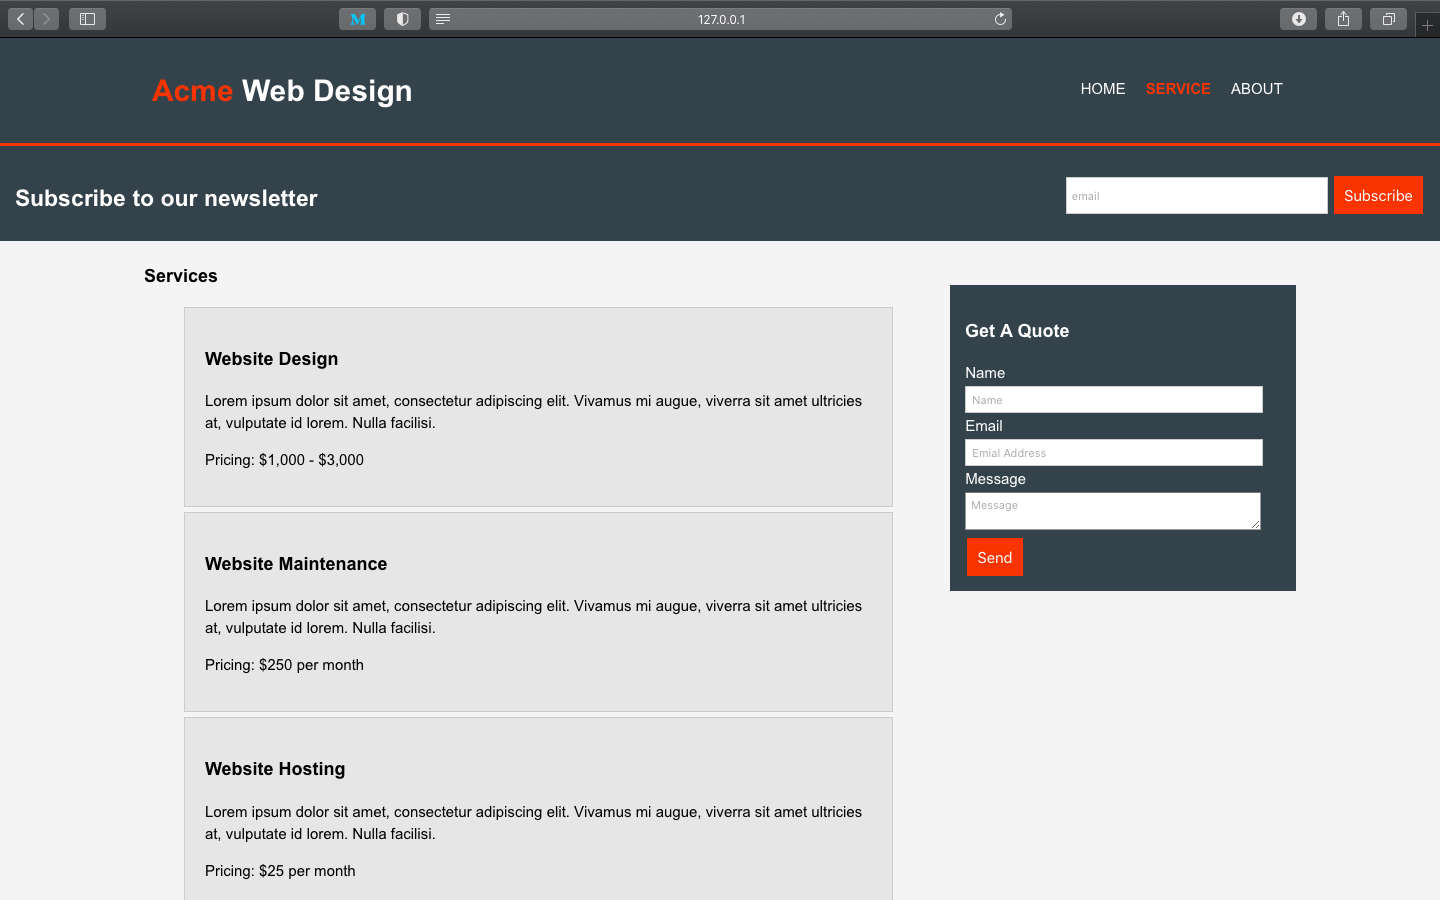 M
127.0.0.1
Acme Web Design
HOME SERVICE ABOUT
Subscribe to our newsletter
email
Subscribe
Services
Website Design
Lorem ipsum dolor sit amet, consectetur adipiscing elit. Vivamus mi augue, viverra sit amet ultricies
at, vulputate id lorem. Nulla facilisi.
Pricing: $1,000 - $3,000
Website Maintenance
Lorem ipsum dolor sit amet, consectetur adipiscing elit. Vivamus mi augue, viverra sit amet ultricies
at, vulputate id lorem. Nulla facilisi.
Pricing: $250 per month
Website Hosting
Lorem ipsum dolor sit amet, consectetur adipiscing elit. Vivamus mi augue, viverra sit amet ultricies
at, vulputate id lorem. Nulla facilisi.
Pricing: $25 per month
Get A Quote
Name
Name
Email
Emial Address
Message
Message
Send